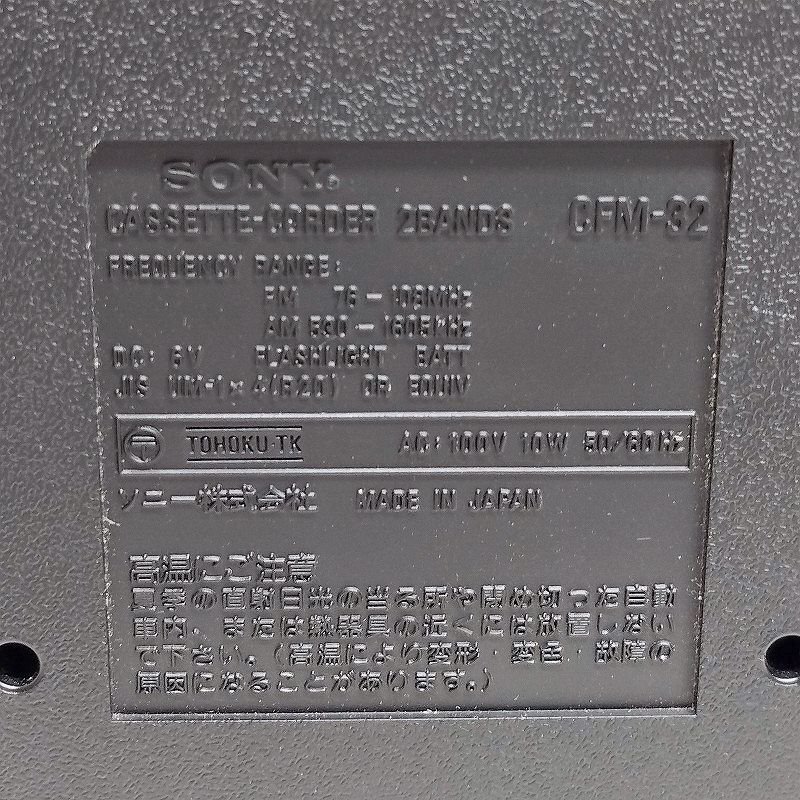 SONY.
CASSETTE-CORDER 2BANDS CFM-32
FREQUENCY RANGE:
FM 76-108MHz
AM 530-1605kHz
DC: 6V FLASHLIGHT BATT
JIS UM-1×4(R20) OR EQUIV
〒 TOHOKU-TK AC: 100V 10W 50/60Hz
ソニー株式会社 MADE IN JAPAN
高温にご注意
真夏の直射日光の当る所や閉め切った自動
車内、または熱器具の近くには放置しない
で下さい。(高温により変形・変色・故障の
原因になることがあります。)